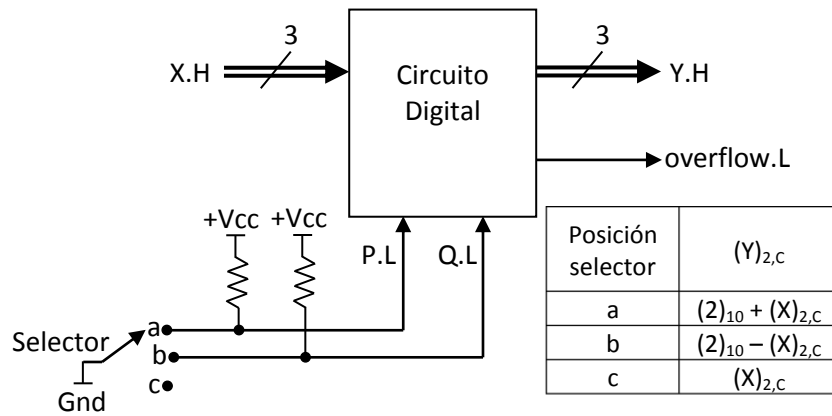 3
3
X.H
Circuito
Digital
Y.H
overflow.L
+Vcc +Vcc
P.L
Q.L
Selector
a
b
c
Gnd
Posición selector (Y)2,C
a (2)10 + (X)2,C
b (2)10 – (X)2,C
c (X)2,C